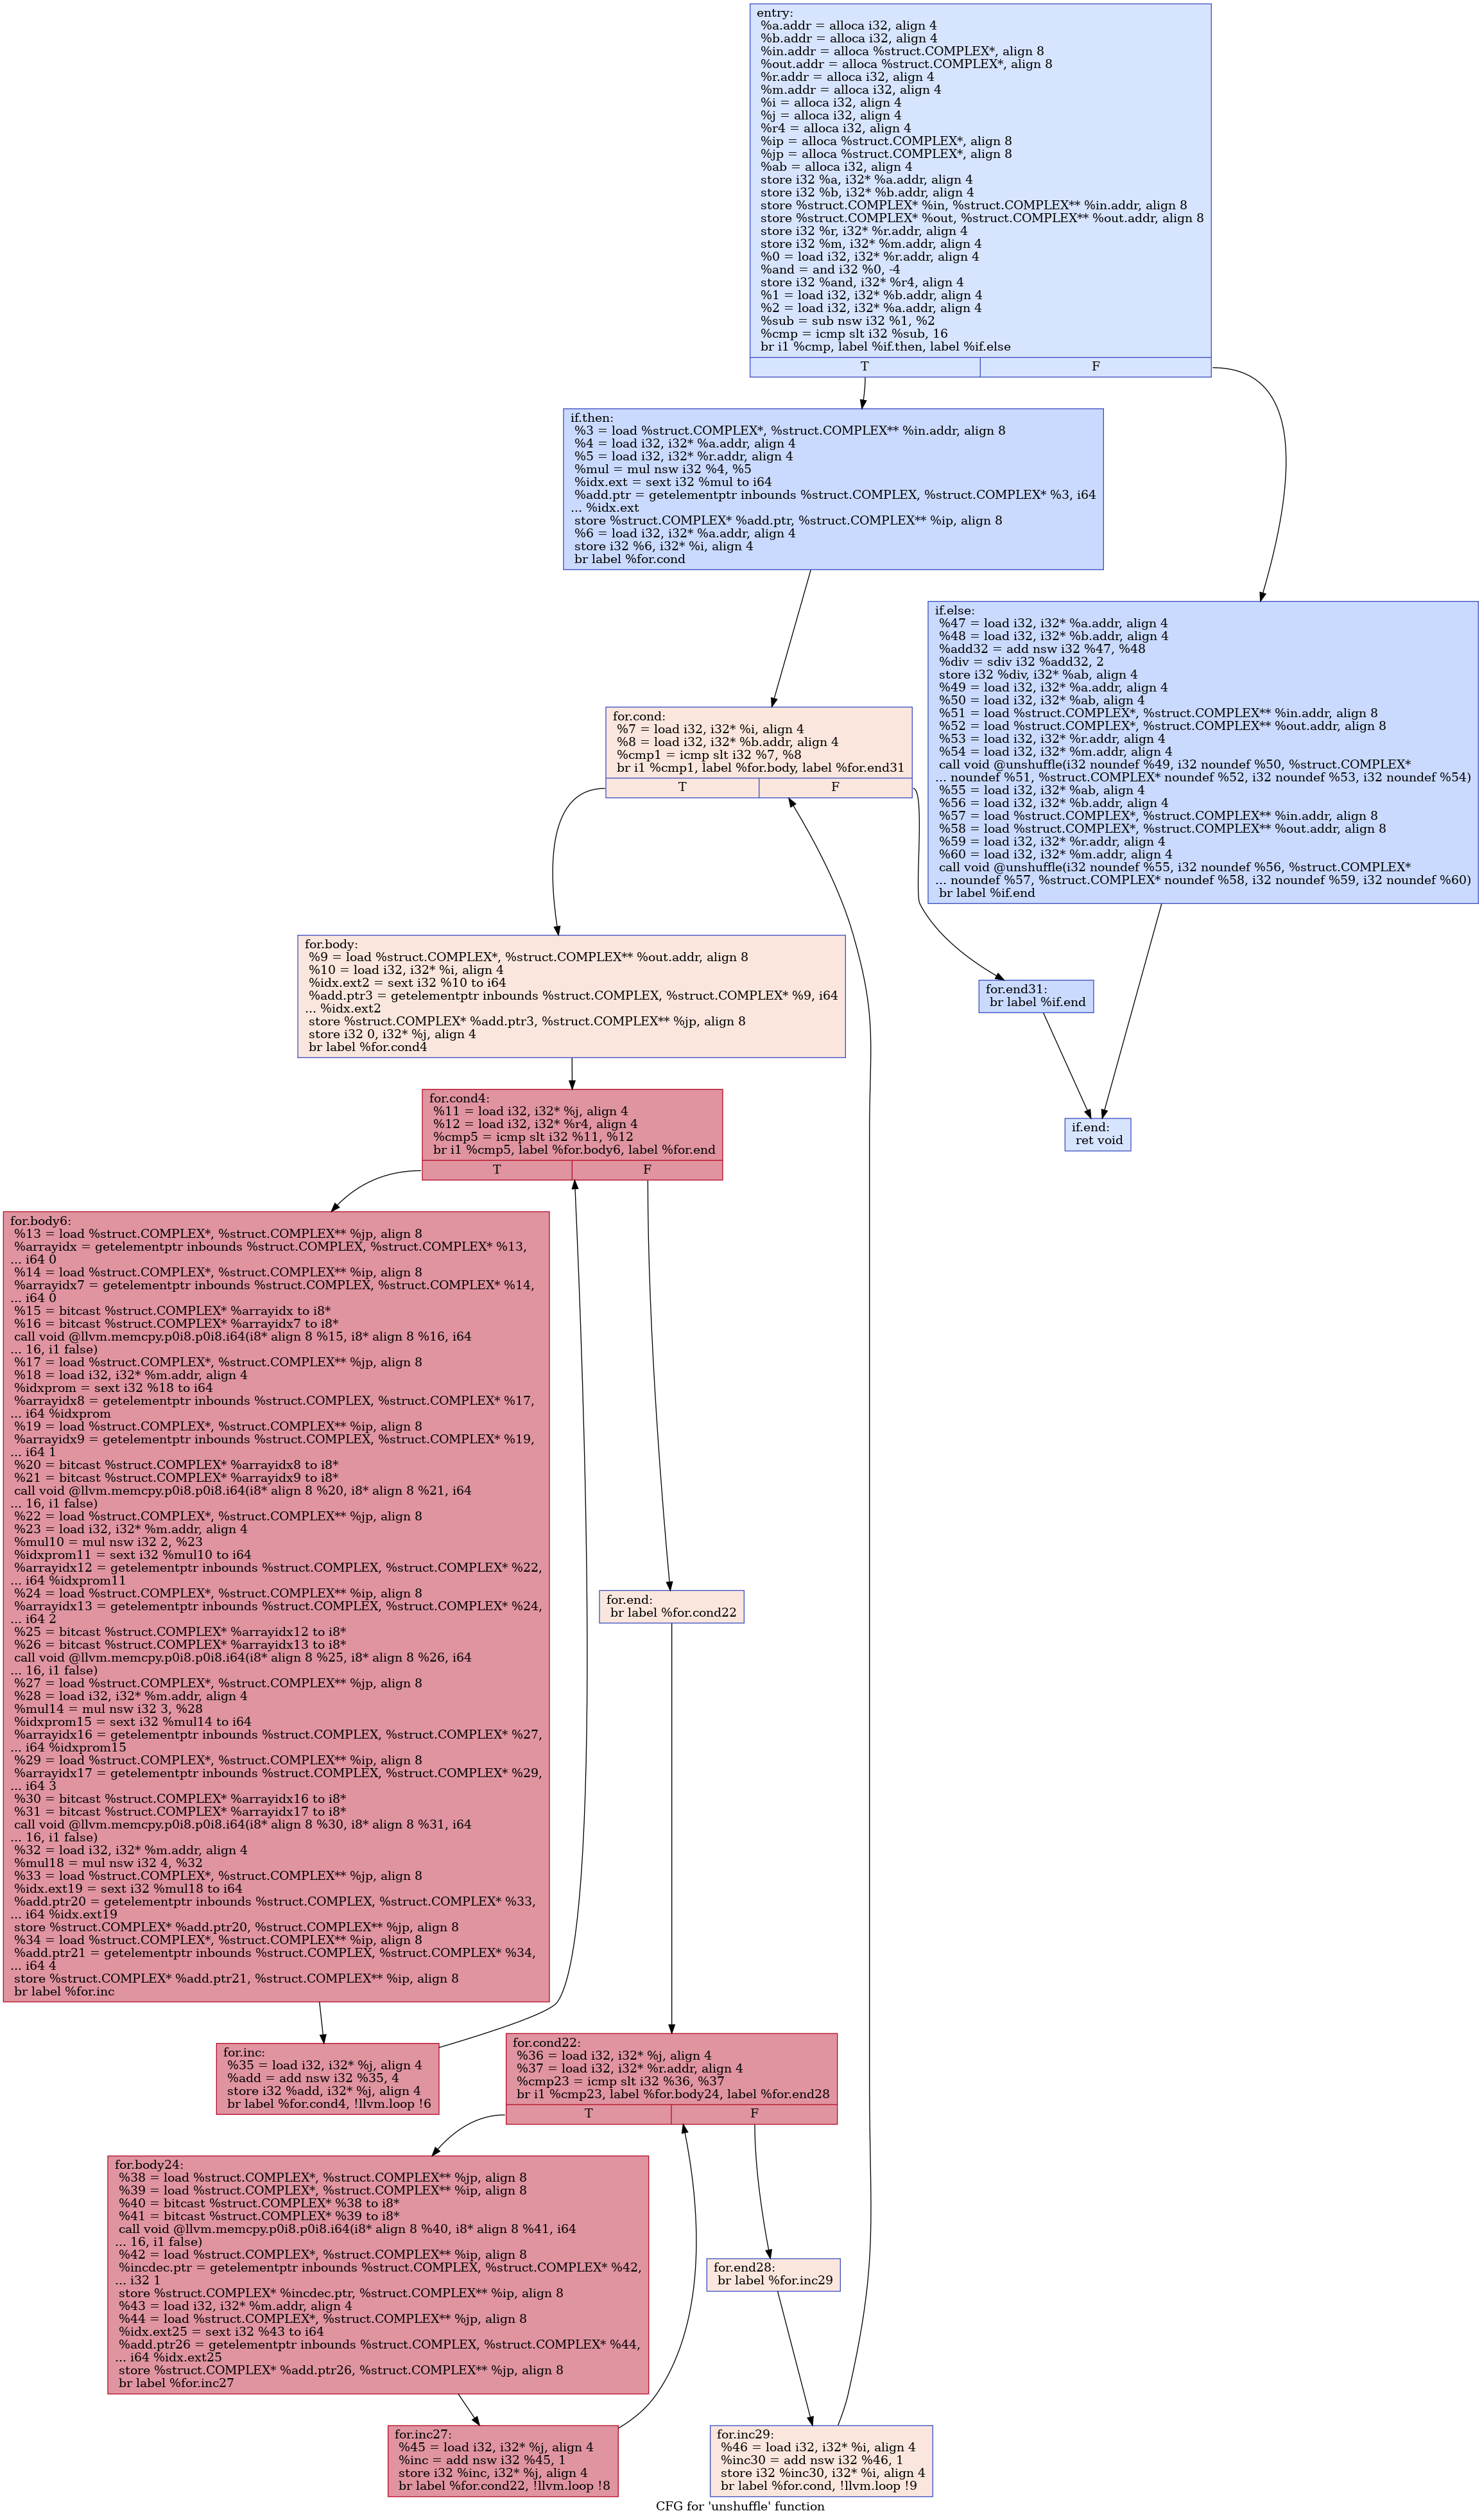 entry:
%a.addr = alloca i32, align 4
%b.addr = alloca i32, align 4
%in.addr = alloca %struct.COMPLEX*, align 8
%out.addr = alloca %struct.COMPLEX*, align 8
%r.addr = alloca i32, align 4
%m.addr = alloca i32, align 4
%i = alloca i32, align 4
%j = alloca i32, align 4
%r4 = alloca i32, align 4
%ip = alloca %struct.COMPLEX*, align 8
%jp = alloca %struct.COMPLEX*, align 8
%ab = alloca i32, align 4
store i32 %a, i32* %a.addr, align 4
store i32 %b, i32* %b.addr, align 4
store %struct.COMPLEX* %in, %struct.COMPLEX** %in.addr, align 8
store %struct.COMPLEX* %out, %struct.COMPLEX** %out.addr, align 8
store i32 %r, i32* %r.addr, align 4
store i32 %m, i32* %m.addr, align 4
%0 = load i32, i32* %r.addr, align 4
%and = and i32 %0, -4
store i32 %and, i32* %r4, align 4
%1 = load i32, i32* %b.addr, align 4
%2 = load i32, i32* %a.addr, align 4
%sub = sub nsw i32 %1, %2
%cmp = icmp slt i32 %sub, 16
br i1 %cmp, label %if.then, label %if.else
T F
if.then:
%3 = load %struct.COMPLEX*, %struct.COMPLEX** %in.addr, align 8
%4 = load i32, i32* %a.addr, align 4
%5 = load i32, i32* %r.addr, align 4
%mul = mul nsw i32 %4, %5
%idx.ext = sext i32 %mul to i64
%add.ptr = getelementptr inbounds %struct.COMPLEX, %struct.COMPLEX* %3, i64
... %idx.ext
store %struct.COMPLEX* %add.ptr, %struct.COMPLEX** %ip, align 8
%6 = load i32, i32* %a.addr, align 4
store i32 %6, i32* %i, align 4
br label %for.cond
if.else:
%47 = load i32, i32* %a.addr, align 4
%48 = load i32, i32* %b.addr, align 4
%add32 = add nsw i32 %47, %48
%div = sdiv i32 %add32, 2
store i32 %div, i32* %ab, align 4
%49 = load i32, i32* %a.addr, align 4
%50 = load i32, i32* %ab, align 4
%51 = load %struct.COMPLEX*, %struct.COMPLEX** %in.addr, align 8
%52 = load %struct.COMPLEX*, %struct.COMPLEX** %out.addr, align 8
%53 = load i32, i32* %r.addr, align 4
%54 = load i32, i32* %m.addr, align 4
call void @unshuffle(i32 noundef %49, i32 noundef %50, %struct.COMPLEX*
... noundef %51, %struct.COMPLEX* noundef %52, i32 noundef %53, i32 noundef %54)
%55 = load i32, i32* %ab, align 4
%56 = load i32, i32* %b.addr, align 4
%57 = load %struct.COMPLEX*, %struct.COMPLEX** %in.addr, align 8
%58 = load %struct.COMPLEX*, %struct.COMPLEX** %out.addr, align 8
%59 = load i32, i32* %r.addr, align 4
%60 = load i32, i32* %m.addr, align 4
call void @unshuffle(i32 noundef %55, i32 noundef %56, %struct.COMPLEX*
... noundef %57, %struct.COMPLEX* noundef %58, i32 noundef %59, i32 noundef %60)
br label %if.end
for.cond:
%7 = load i32, i32* %i, align 4
%8 = load i32, i32* %b.addr, align 4
%cmp1 = icmp slt i32 %7, %8
br i1 %cmp1, label %for.body, label %for.end31
T F
for.body:
%9 = load %struct.COMPLEX*, %struct.COMPLEX** %out.addr, align 8
%10 = load i32, i32* %i, align 4
%idx.ext2 = sext i32 %10 to i64
%add.ptr3 = getelementptr inbounds %struct.COMPLEX, %struct.COMPLEX* %9, i64
... %idx.ext2
store %struct.COMPLEX* %add.ptr3, %struct.COMPLEX** %jp, align 8
store i32 0, i32* %j, align 4
br label %for.cond4
for.end31:
br label %if.end
if.end:
ret void
for.cond4:
%11 = load i32, i32* %j, align 4
%12 = load i32, i32* %r4, align 4
%cmp5 = icmp slt i32 %11, %12
br i1 %cmp5, label %for.body6, label %for.end
T F
for.body6:
%13 = load %struct.COMPLEX*, %struct.COMPLEX** %jp, align 8
%arrayidx = getelementptr inbounds %struct.COMPLEX, %struct.COMPLEX* %13,
... i64 0
%14 = load %struct.COMPLEX*, %struct.COMPLEX** %ip, align 8
%arrayidx7 = getelementptr inbounds %struct.COMPLEX, %struct.COMPLEX* %14,
... i64 0
%15 = bitcast %struct.COMPLEX* %arrayidx to i8*
%16 = bitcast %struct.COMPLEX* %arrayidx7 to i8*
call void @llvm.memcpy.p0i8.p0i8.i64(i8* align 8 %15, i8* align 8 %16, i64
... 16, i1 false)
%17 = load %struct.COMPLEX*, %struct.COMPLEX** %jp, align 8
%18 = load i32, i32* %m.addr, align 4
%idxprom = sext i32 %18 to i64
%arrayidx8 = getelementptr inbounds %struct.COMPLEX, %struct.COMPLEX* %17,
... i64 %idxprom
%19 = load %struct.COMPLEX*, %struct.COMPLEX** %ip, align 8
%arrayidx9 = getelementptr inbounds %struct.COMPLEX, %struct.COMPLEX* %19,
... i64 1
%20 = bitcast %struct.COMPLEX* %arrayidx8 to i8*
%21 = bitcast %struct.COMPLEX* %arrayidx9 to i8*
call void @llvm.memcpy.p0i8.p0i8.i64(i8* align 8 %20, i8* align 8 %21, i64
... 16, i1 false)
%22 = load %struct.COMPLEX*, %struct.COMPLEX** %jp, align 8
%23 = load i32, i32* %m.addr, align 4
%mul10 = mul nsw i32 2, %23
%idxprom11 = sext i32 %mul10 to i64
%arrayidx12 = getelementptr inbounds %struct.COMPLEX, %struct.COMPLEX* %22,
... i64 %idxprom11
%24 = load %struct.COMPLEX*, %struct.COMPLEX** %ip, align 8
%arrayidx13 = getelementptr inbounds %struct.COMPLEX, %struct.COMPLEX* %24,
... i64 2
%25 = bitcast %struct.COMPLEX* %arrayidx12 to i8*
%26 = bitcast %struct.COMPLEX* %arrayidx13 to i8*
call void @llvm.memcpy.p0i8.p0i8.i64(i8* align 8 %25, i8* align 8 %26, i64
... 16, i1 false)
%27 = load %struct.COMPLEX*, %struct.COMPLEX** %jp, align 8
%28 = load i32, i32* %m.addr, align 4
%mul14 = mul nsw i32 3, %28
%idxprom15 = sext i32 %mul14 to i64
%arrayidx16 = getelementptr inbounds %struct.COMPLEX, %struct.COMPLEX* %27,
... i64 %idxprom15
%29 = load %struct.COMPLEX*, %struct.COMPLEX** %ip, align 8
%arrayidx17 = getelementptr inbounds %struct.COMPLEX, %struct.COMPLEX* %29,
... i64 3
%30 = bitcast %struct.COMPLEX* %arrayidx16 to i8*
%31 = bitcast %struct.COMPLEX* %arrayidx17 to i8*
call void @llvm.memcpy.p0i8.p0i8.i64(i8* align 8 %30, i8* align 8 %31, i64
... 16, i1 false)
%32 = load i32, i32* %m.addr, align 4
%mul18 = mul nsw i32 4, %32
%33 = load %struct.COMPLEX*, %struct.COMPLEX** %jp, align 8
%idx.ext19 = sext i32 %mul18 to i64
%add.ptr20 = getelementptr inbounds %struct.COMPLEX, %struct.COMPLEX* %33,
... i64 %idx.ext19
store %struct.COMPLEX* %add.ptr20, %struct.COMPLEX** %jp, align 8
%34 = load %struct.COMPLEX*, %struct.COMPLEX** %ip, align 8
%add.ptr21 = getelementptr inbounds %struct.COMPLEX, %struct.COMPLEX* %34,
... i64 4
store %struct.COMPLEX* %add.ptr21, %struct.COMPLEX** %ip, align 8
br label %for.inc
for.end:
br label %for.cond22
for.inc:
%35 = load i32, i32* %j, align 4
%add = add nsw i32 %35, 4
store i32 %add, i32* %j, align 4
br label %for.cond4, !llvm.loop !6
for.cond22:
%36 = load i32, i32* %j, align 4
%37 = load i32, i32* %r.addr, align 4
%cmp23 = icmp slt i32 %36, %37
br i1 %cmp23, label %for.body24, label %for.end28
T F
for.body24:
%38 = load %struct.COMPLEX*, %struct.COMPLEX** %jp, align 8
%39 = load %struct.COMPLEX*, %struct.COMPLEX** %ip, align 8
%40 = bitcast %struct.COMPLEX* %38 to i8*
%41 = bitcast %struct.COMPLEX* %39 to i8*
call void @llvm.memcpy.p0i8.p0i8.i64(i8* align 8 %40, i8* align 8 %41, i64
... 16, i1 false)
%42 = load %struct.COMPLEX*, %struct.COMPLEX** %ip, align 8
%incdec.ptr = getelementptr inbounds %struct.COMPLEX, %struct.COMPLEX* %42,
... i32 1
store %struct.COMPLEX* %incdec.ptr, %struct.COMPLEX** %ip, align 8
%43 = load i32, i32* %m.addr, align 4
%44 = load %struct.COMPLEX*, %struct.COMPLEX** %jp, align 8
%idx.ext25 = sext i32 %43 to i64
%add.ptr26 = getelementptr inbounds %struct.COMPLEX, %struct.COMPLEX* %44,
... i64 %idx.ext25
store %struct.COMPLEX* %add.ptr26, %struct.COMPLEX** %jp, align 8
br label %for.inc27
for.end28:
br label %for.inc29
for.inc27:
%45 = load i32, i32* %j, align 4
%inc = add nsw i32 %45, 1
store i32 %inc, i32* %j, align 4
br label %for.cond22, !llvm.loop !8
for.inc29:
%46 = load i32, i32* %i, align 4
%inc30 = add nsw i32 %46, 1
store i32 %inc30, i32* %i, align 4
br label %for.cond, !llvm.loop !9
CFG for 'unshuffle' function